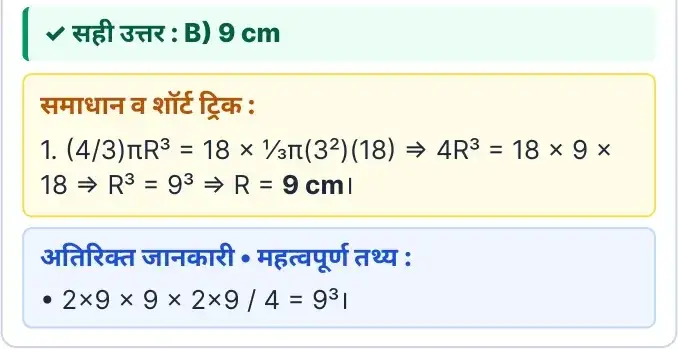 ✓ सही उत्तर : B) 9 cm
समाधान व शॉर्ट ट्रिक :
1. (4/3)πR³ = 18 × ⅓π(3²)(18) ⇒ 4R³ = 18 × 9 ×
18 ⇒ R³ = 9³ ⇒ R = 9 cm।
अतिरिक्त जानकारी • महत्वपूर्ण तथ्य :
• 2×9 × 9 × 2×9 / 4 = 9³।